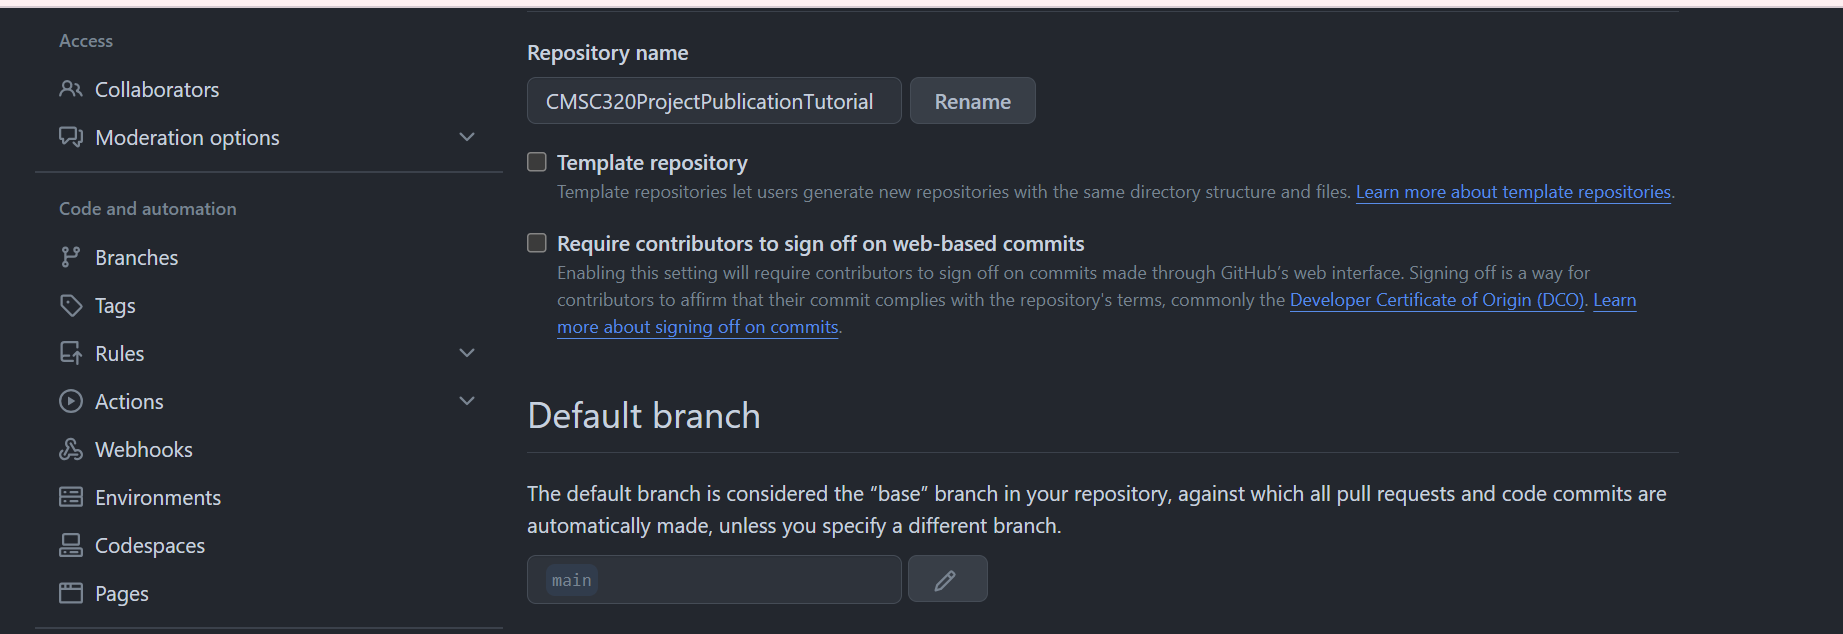 Access
Collaborators
Moderation options
Code and automation
Branches
Tags
Rules
Actions
Webhooks
Environments
Codespaces
Pages
Repository name
CMSC320ProjectPublicationTutorial
Rename
Template repository
Template repositories let users generate new repositories with the same directory structure and files. Learn more about template repositories.
Require contributors to sign off on web-based commits
Enabling this setting will require contributors to sign off on commits made through GitHub’s web interface. Signing off is a way for
contributors to affirm that their commit complies with the repository's terms, commonly the Developer Certificate of Origin (DCO). Learn
more about signing off on commits.
Default branch
The default branch is considered the “base” branch in your repository, against which all pull requests and code commits are
automatically made, unless you specify a different branch.
main